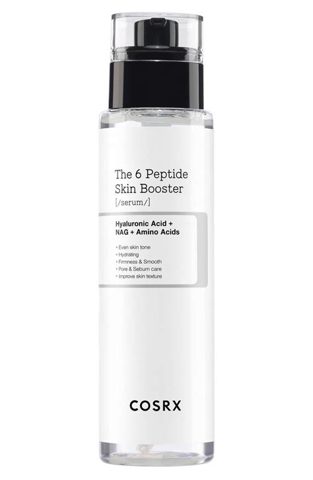 The 6 Peptide
Skin Booster
[/serum/]
Hyaluronic Acid +
NAG + Amino Acids
• Even skin tone
• Hydrating
• Firmness & Smooth
• Pore & Sebum care
• Improve skin texture
COSRX